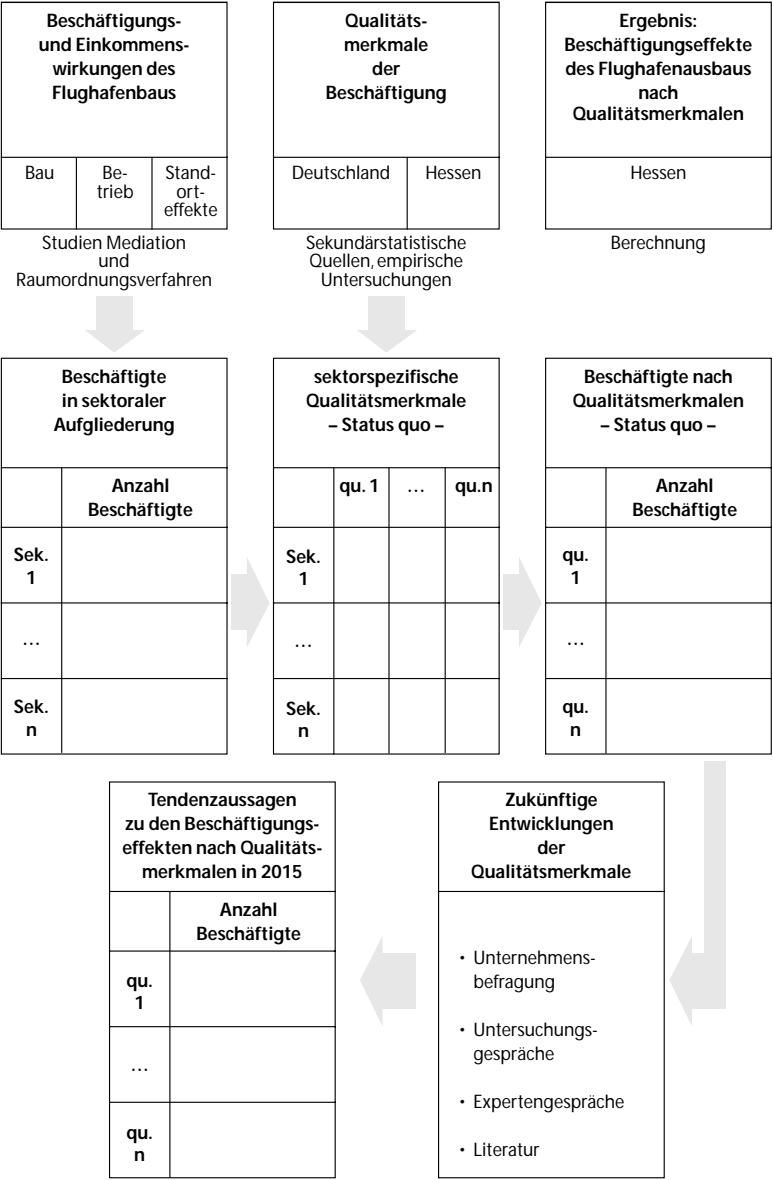 Beschäftigungs-
und Einkommens-
wirkungen des
Flughafenbaus
Bau
Be-
trieb
Stand-
ort-
effekte
Studien Mediation
und
Raumordnungsverfahren
Qualitäts-
merkmale
der
Beschäftigung
Deutschland
Hessen
Sekundärstatistische
Quellen, empirische
Untersuchungen
Ergebnis:
Beschäftigungseffekte
des Flughafenausbaus
nach
Qualitätsmerkmalen
Hessen
Berechnung
Beschäftigte
in sektoraler
Aufgliederung
Anzahl
Beschäftigte
Sek.
1
...
Sek.
n
sektorspezifische
Qualitätsmerkmale
– Status quo –
qu. 1 ... qu.n
Sek.
1
...
Sek.
n
Beschäftigte nach
Qualitätsmerkmalen
– Status quo –
Anzahl
Beschäftigte
qu.
1
...
qu.
n
Tendenzaussagen
zu den Beschäftigungs-
effekten nach Qualitäts-
merkmalen in 2015
Anzahl
Beschäftigte
qu.
1
...
qu.
n
Zukünftige
Entwicklungen
der
Qualitätsmerkmale
• Unternehmens-
befragung
• Untersuchungs-
gespräche
• Expertengespräche
• Literatur